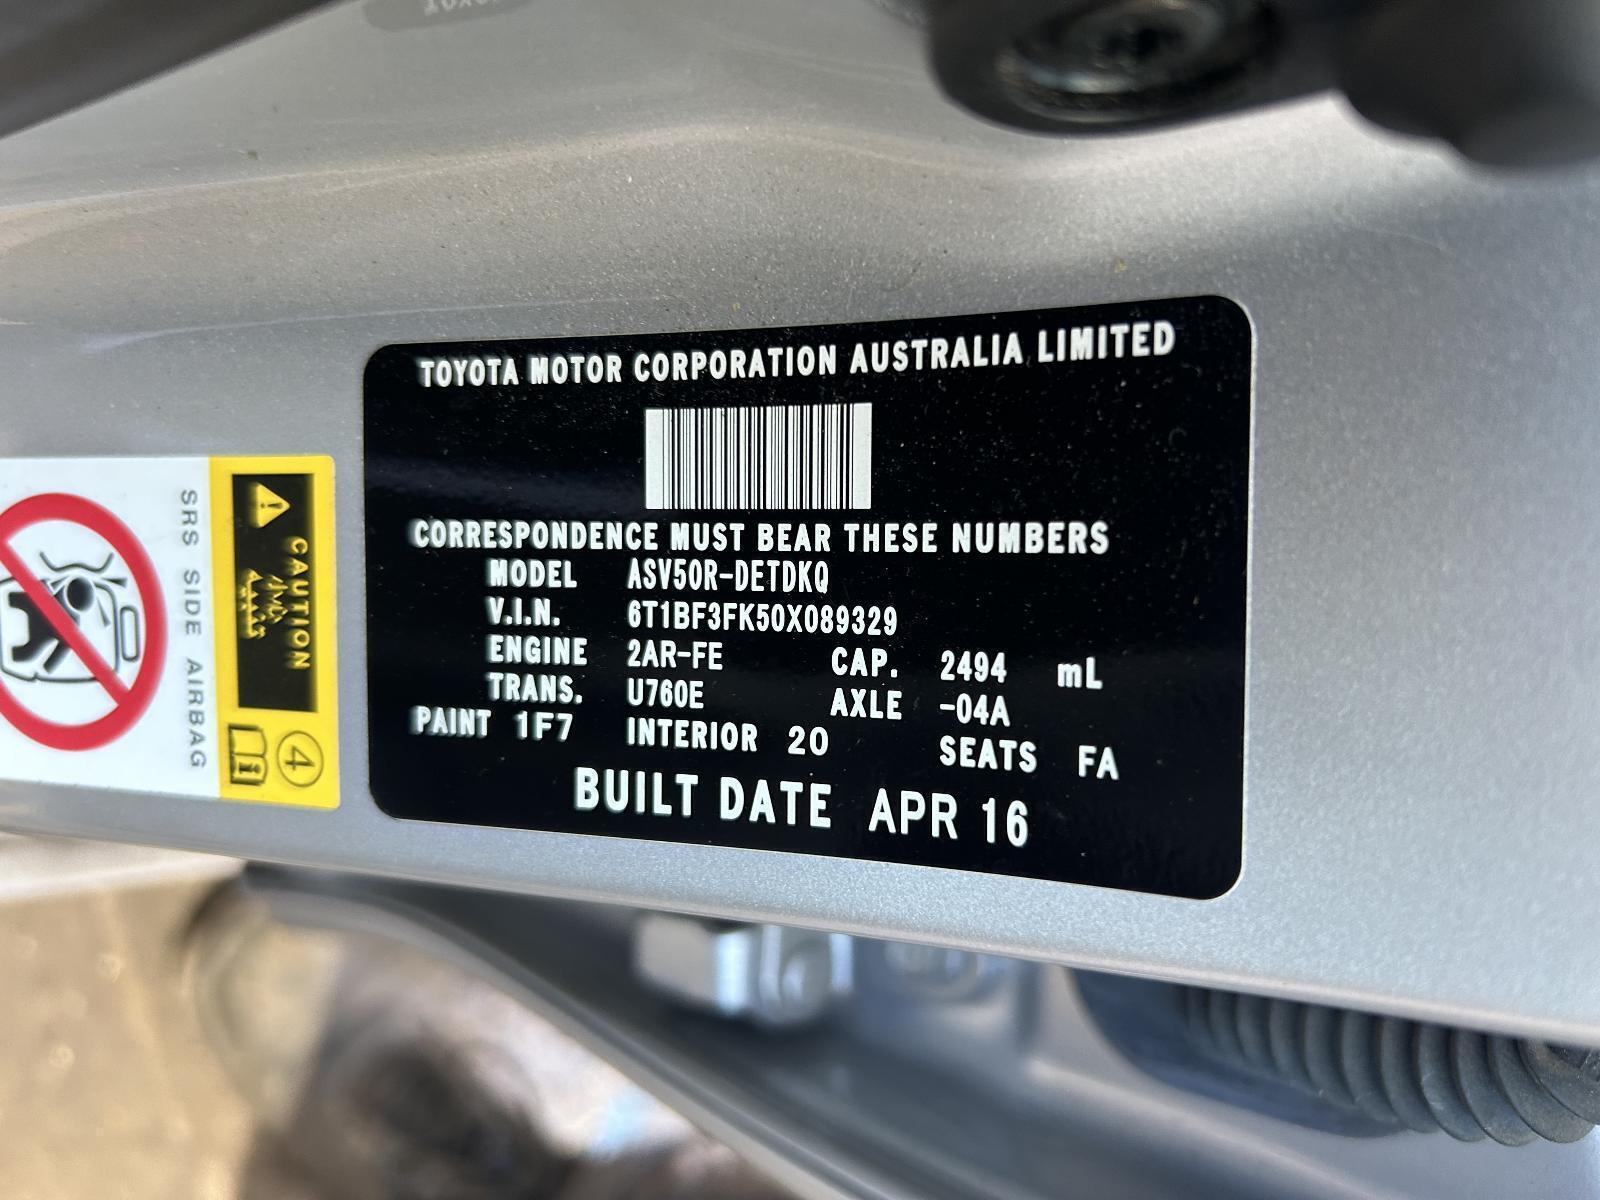 TOYOTA MOTOR CORPORATION AUSTRALIA LIMITED
CORRESPONDENCE MUST BEAR THESE NUMBERS
MODEL ASV50R-DETDKQ
V.I.N. 6T1BF3FK50X089329
ENGINE 2AR-FE CAP. 2494 mL
TRANS. U760E AXLE -04A
PAINT 1F7 INTERIOR 20 SEATS FA
BUILT DATE APR 16
SRS SIDE AIRBAG
CAUTION
4